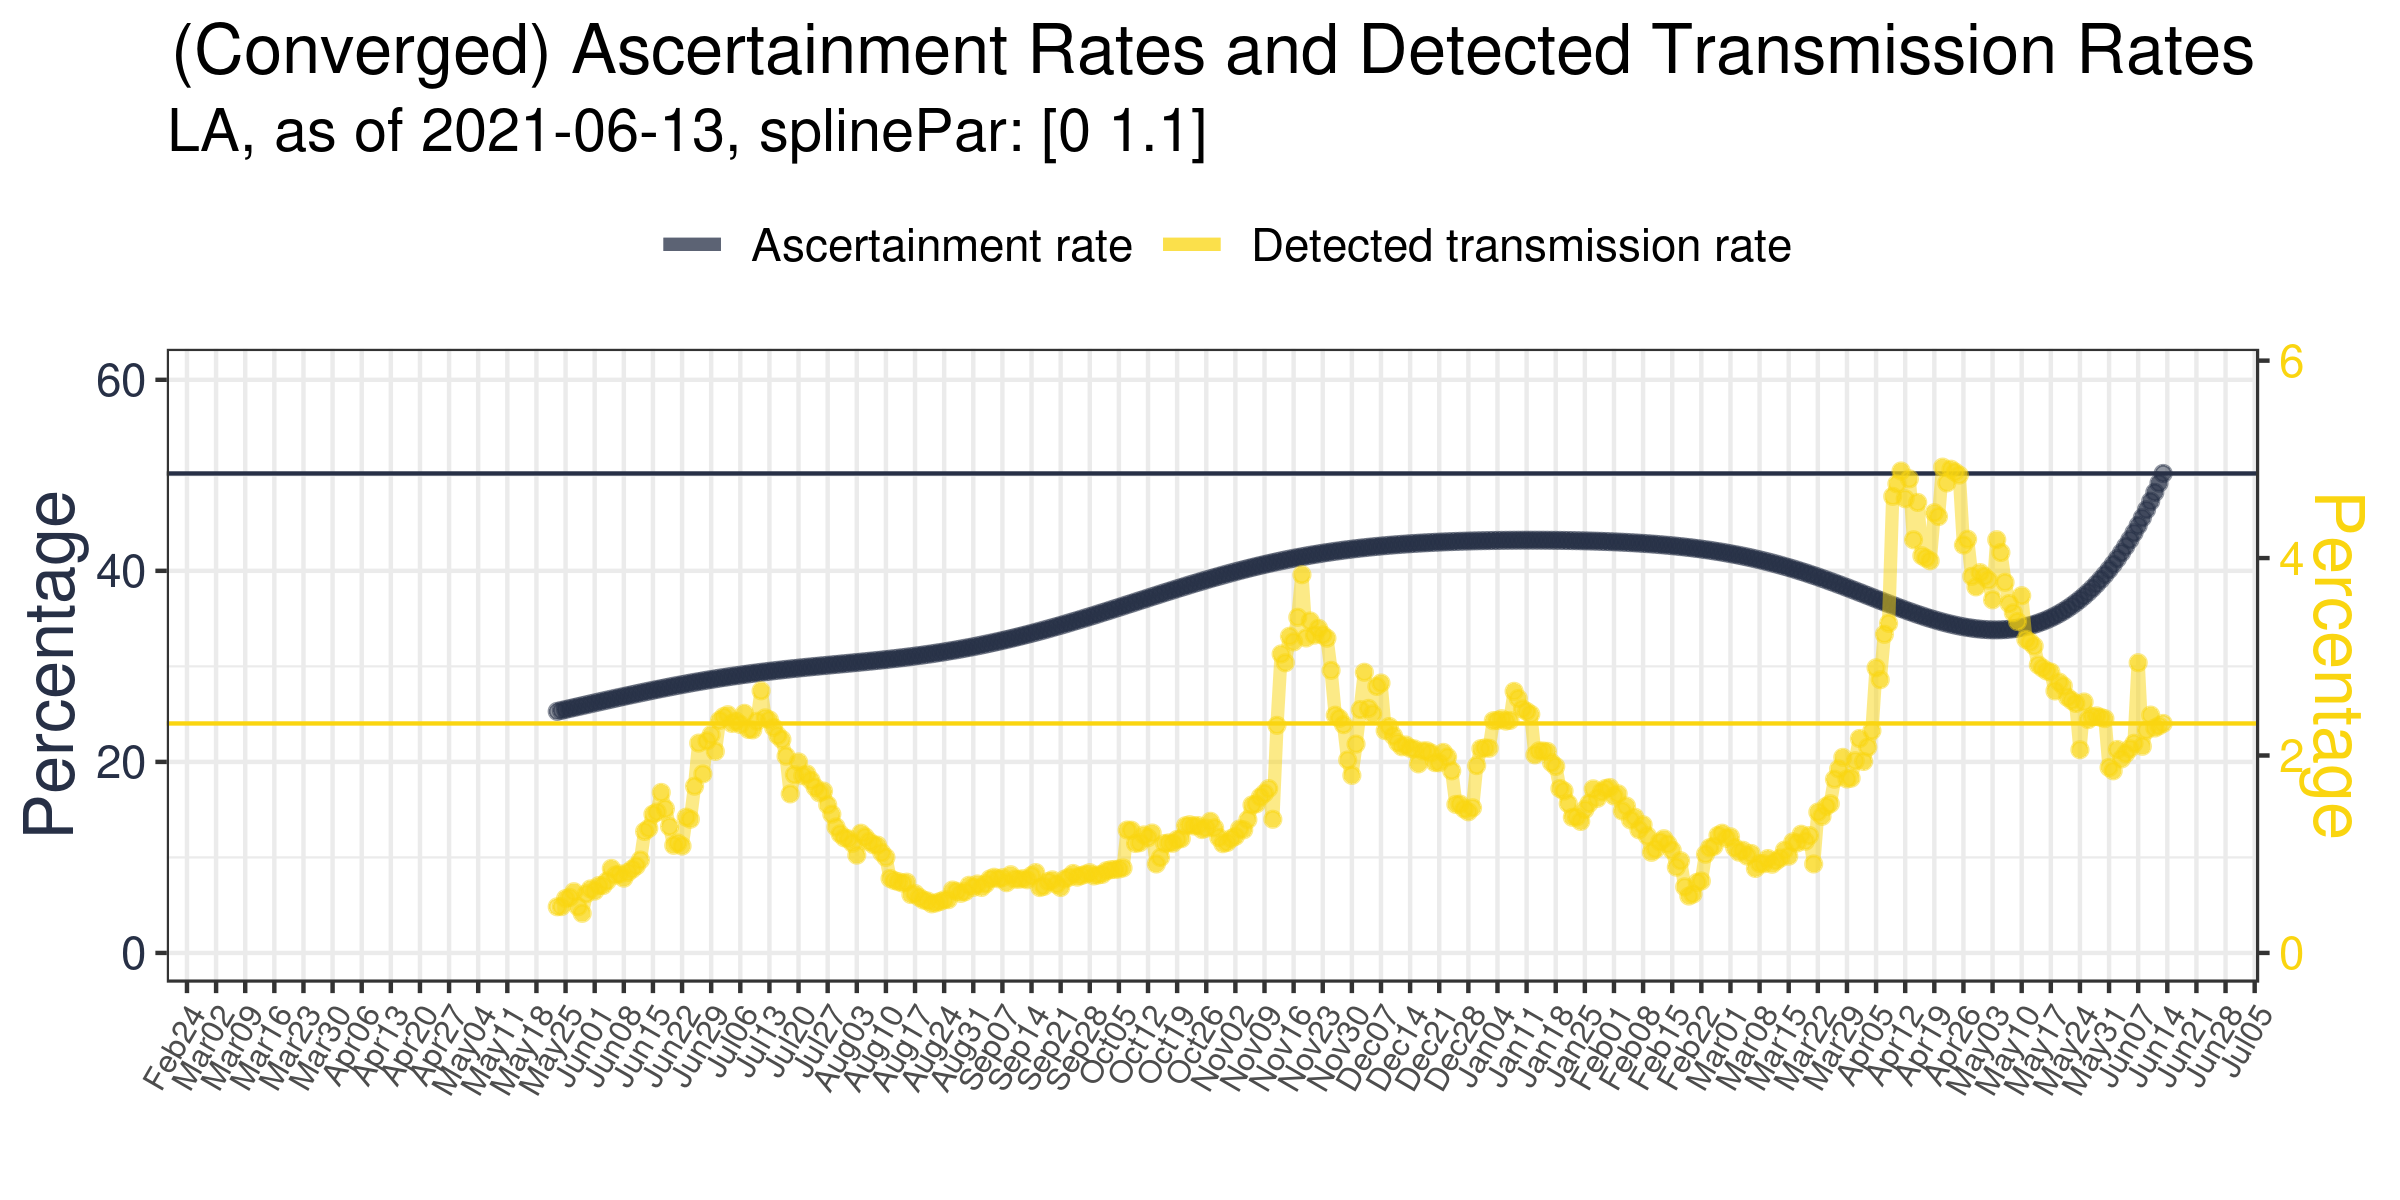 (Converged) Ascertainment Rates and Detected Transmission Rates
LA, as of 2021-06-13, splinePar: [0 1.1]
Ascertainment rate Detected transmission rate
Percentage
60
40
20
0
6
4
2
0
Percentage
Feb24 Mar02 Mar09 Mar16 Mar23 Mar30 Apr06 Apr13 Apr20 Apr27 May04 May11 May18 May25 Jun01 Jun08 Jun15 Jun22 Jun29 Jul06 Jul13 Jul20 Jul27 Aug03 Aug10 Aug17 Aug24 Aug31 Sep07 Sep14 Sep21 Sep28 Oct05 Oct12 Oct19 Oct26 Nov02 Nov09 Nov16 Nov23 Nov30 Dec07 Dec14 Dec21 Dec28 Jan04 Jan11 Jan18 Jan25 Feb01 Feb08 Feb15 Feb22 Mar01 Mar08 Mar15 Mar22 Mar29 Apr05 Apr12 Apr19 Apr26 May03 May10 May17 May24 May31 Jun07 Jun14 Jun21 Jun28 Jul05